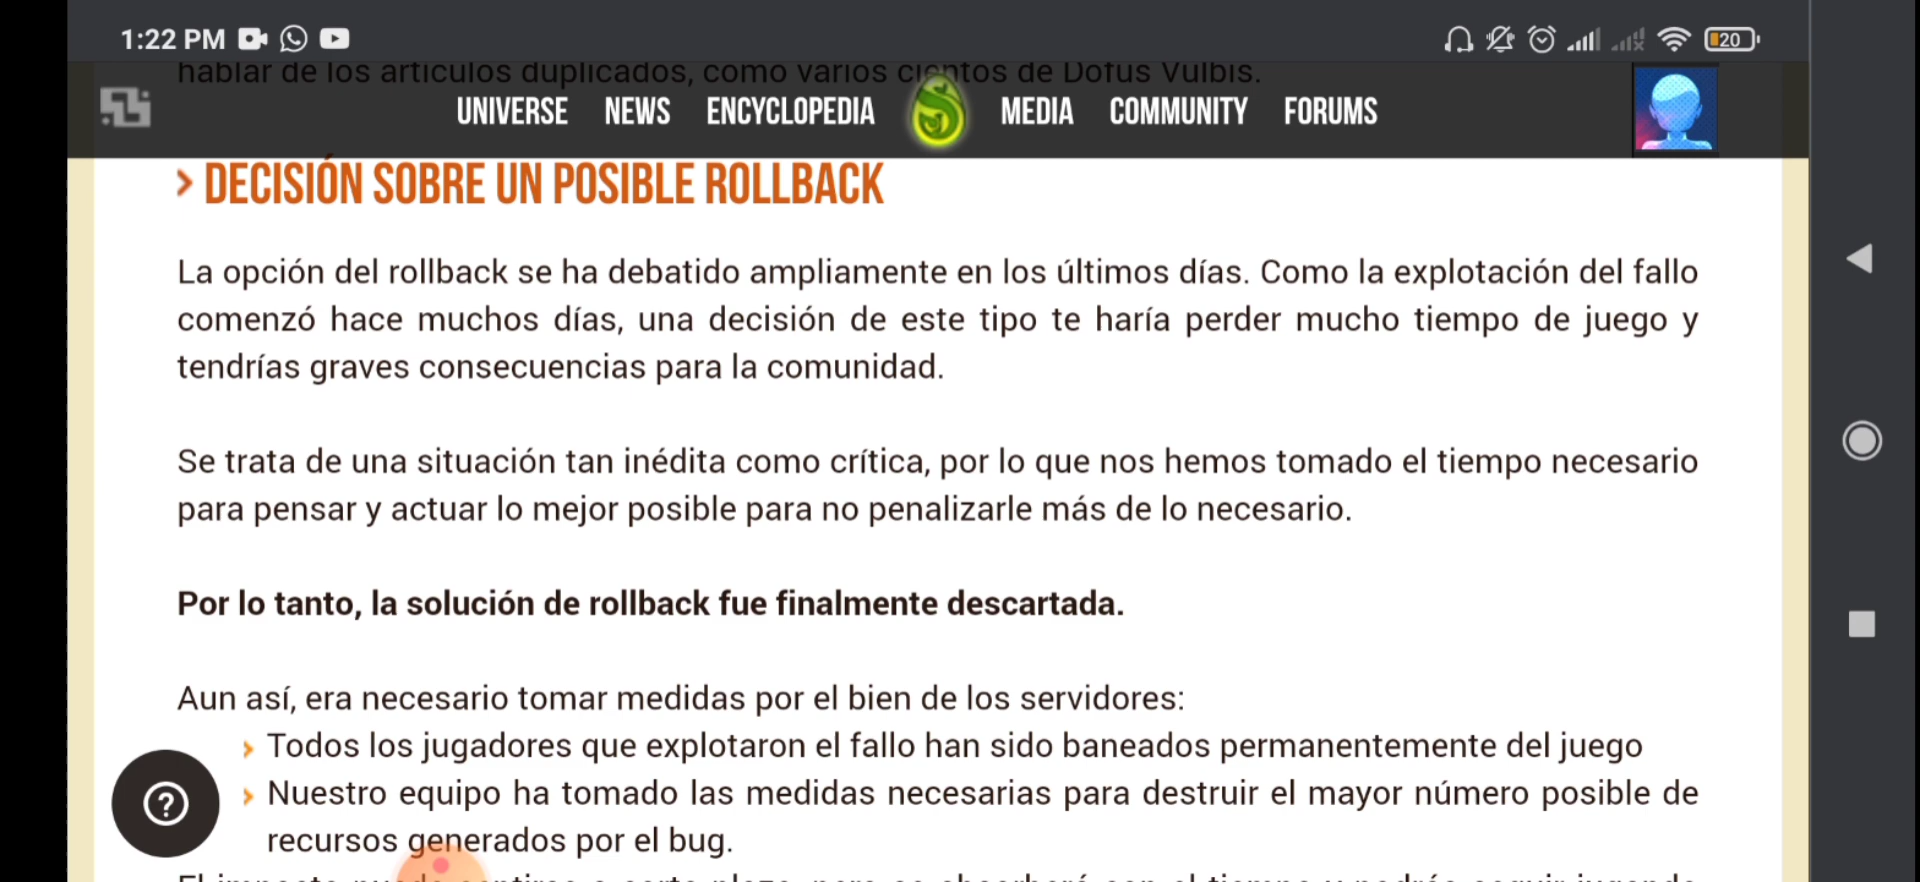 1:22 PM
20
hablar de los artículos duplicados, como varios cientos de Dofus Vulbis.
UNIVERSE NEWS ENCYCLOPEDIA MEDIA COMMUNITY FORUMS
DECISIÓN SOBRE UN POSIBLE ROLLBACK
La opción del rollback se ha debatido ampliamente en los últimos días. Como la explotación del fallo
comenzó hace muchos días, una decisión de este tipo te haría perder mucho tiempo de juego y
tendrías graves consecuencias para la comunidad.
Se trata de una situación tan inédita como crítica, por lo que nos hemos tomado el tiempo necesario
para pensar y actuar lo mejor posible para no penalizarle más de lo necesario.
Por lo tanto, la solución de rollback fue finalmente descartada.
Aun así, era necesario tomar medidas por el bien de los servidores:
Todos los jugadores que explotaron el fallo han sido baneados permanentemente del juego
Nuestro equipo ha tomado las medidas necesarias para destruir el mayor número posible de
recursos generados por el bug.